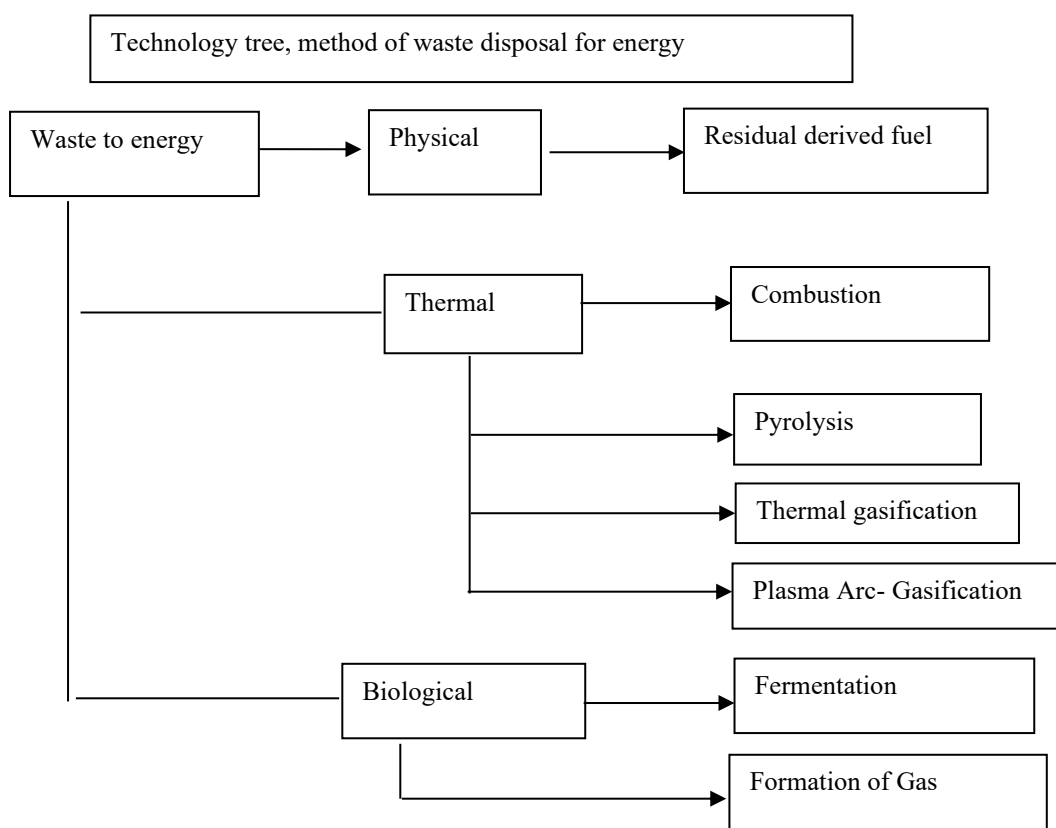 Technology tree, method of waste disposal for energy
Waste to energy
Physical
Residual derived fuel
Thermal
Combustion
Pyrolysis
Thermal gasification
Plasma Arc- Gasification
Biological
Fermentation
Formation of Gas